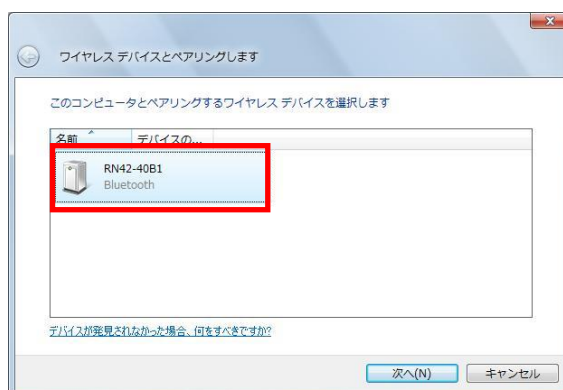 ワイヤレス デバイスとペアリングします
このコンピュータとペアリングするワイヤレス デバイスを選択します
名前 デバイスの...
RN42-40B1
Bluetooth
デバイスが発見されなかった場合、何をすべきですか?
次へ(N) キャンセル